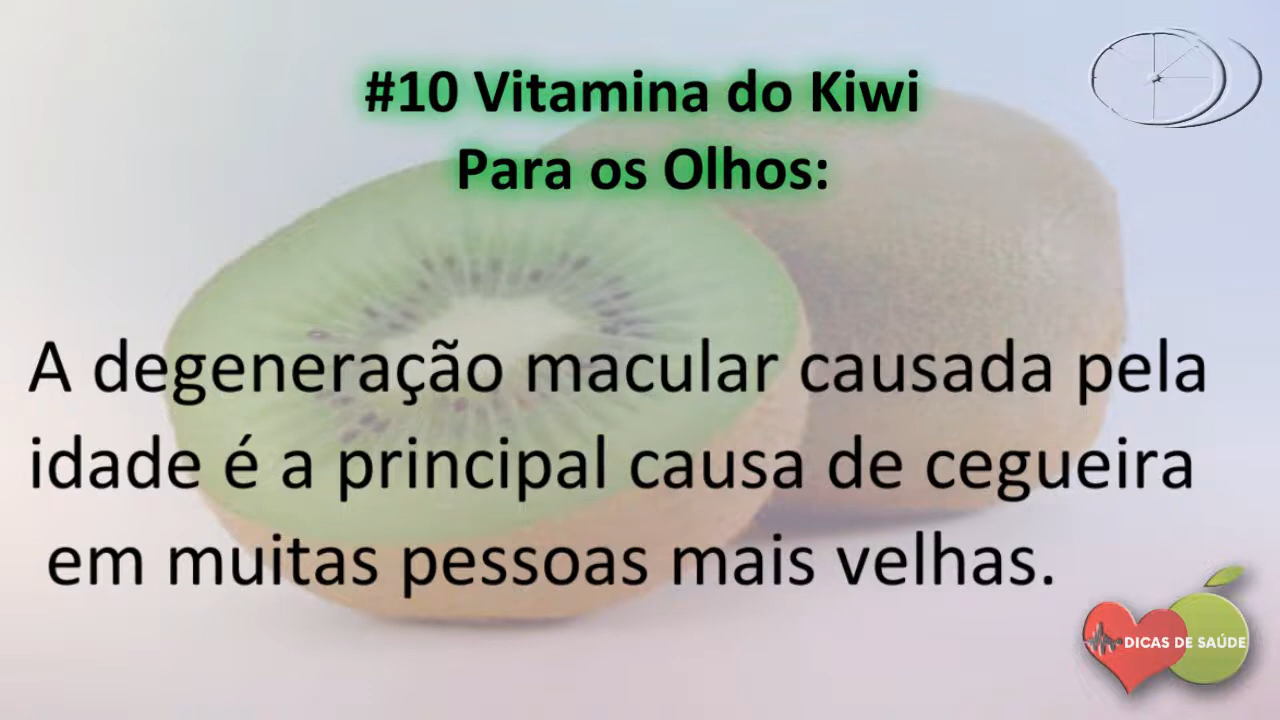 #10 Vitamina do Kiwi
Para os Olhos:
A degeneração macular causada pela
idade é a principal causa de cegueira
em muitas pessoas mais velhas.
DICAS DE SAÚDE